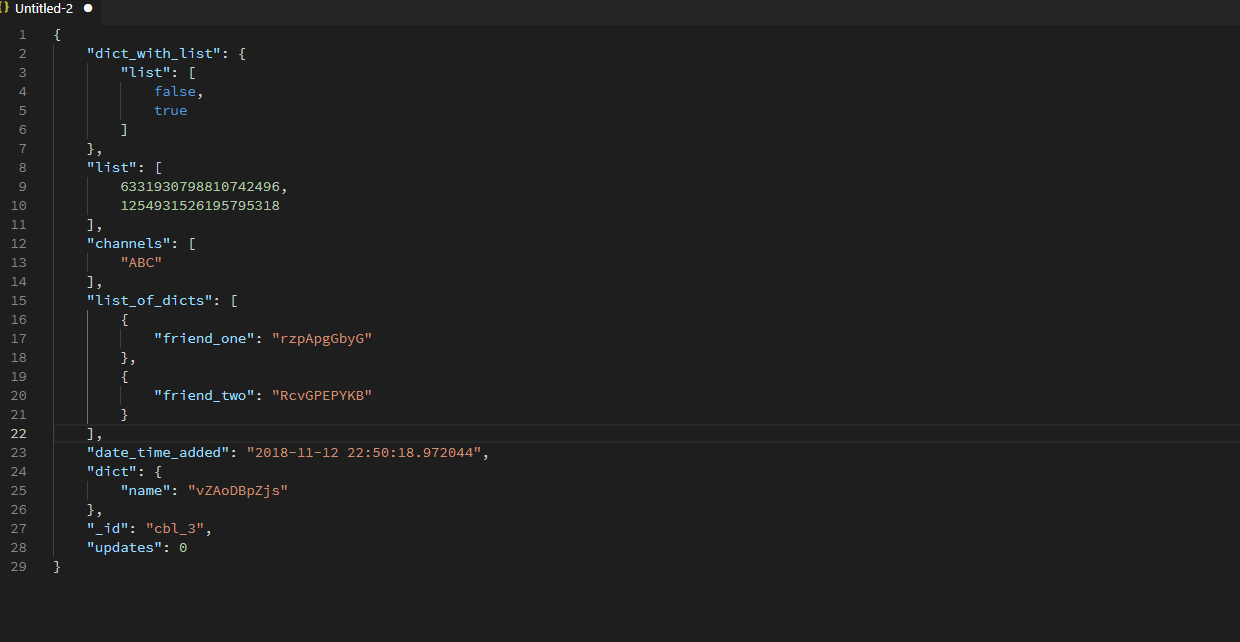 {} Untitled-2 ●
1 {
2     "dict_with_list": {
3         "list": [
4             false,
5             true
6         ]
7     },
8     "list": [
9         6331930798810742496,
10         1254931526195795318
11     ],
12     "channels": [
13         "ABC"
14     ],
15     "list_of_dicts": [
16         {
17             "friend_one": "rzpApgGbyG"
18         },
19         {
20             "friend_two": "RcvGPEPYKB"
21         }
22     ],
23     "date_time_added": "2018-11-12 22:50:18.972044",
24     "dict": {
25         "name": "vZAoDBpZjs"
26     },
27     "_id": "cbl_3",
28     "updates": 0
29 }